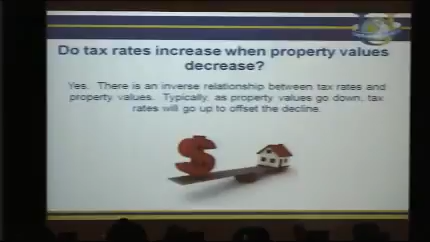 Do tax rates increase when property values
decrease?
Yes. There is an inverse relationship between tax rates and
property values. Typically, as property values go down, tax
rates will go up to offset the decline.
$